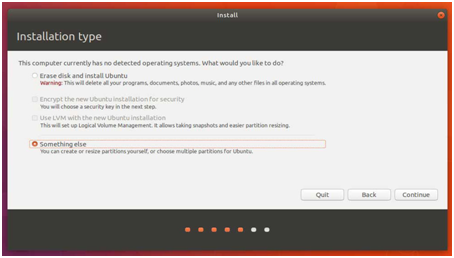 Install
Installation type
This computer currently has no detected operating systems. What would you like to do?
Erase disk and install Ubuntu
Warning: This will delete all your programs, documents, photos, music, and any other files in all operating systems.
Encrypt the new Ubuntu installation for security
You will choose a security key in the next step.
Use LVM with the new Ubuntu installation
This will set up Logical Volume Management. It allows taking snapshots and easier partition resizing.
Something else
You can create or resize partitions yourself, or choose multiple partitions for Ubuntu.
Quit Back Continue